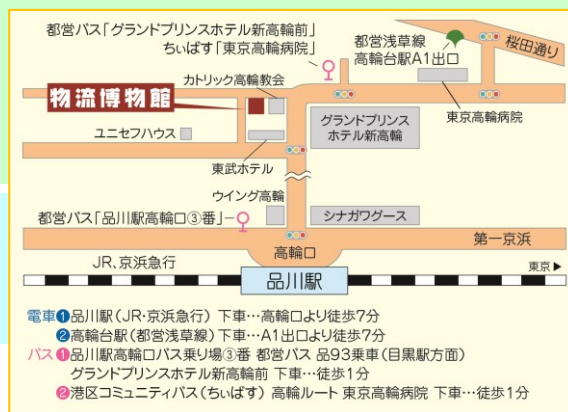 都営バス「グランドプリンスホテル新高輪前」
ちぃばす「東京高輪病院」
都営浅草線
高輪台駅A1出口
桜田通り
カトリック高輪教会
物流博物館
東京高輪病院
グランドプリンス
ホテル新高輪
ユニセフハウス
東武ホテル
ウイング高輪
都営バス「品川駅高輪口③番」
シナガワグース
第一京浜
高輪口
JR、京浜急行
東京▶
品川駅
電車❶品川駅(JR・京浜急行)下車…高輪口より徒歩7分
❷高輪台駅(都営浅草線)下車…A1出口より徒歩7分
バス❶品川駅高輪口バス乗り場③番 都営バス 品93乗車(目黒駅方面)
グランドプリンスホテル新高輪前 下車…徒歩1分
❷港区コミュニティバス(ちぃばす) 高輪ルート 東京高輪病院 下車…徒歩1分